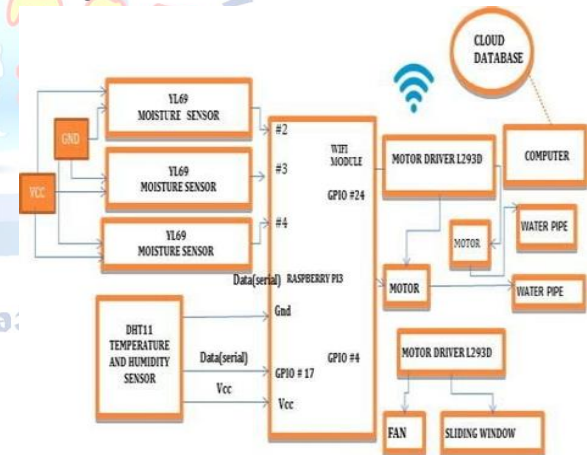 CLOUD
DATABASE
YL69
MOISTURE SENSOR
GND
#2
WIFI
MODULE
MOTOR DRIVER L293D
COMPUTER
YL69
MOISTURE SENSOR
#3
GPIO #24
VCC
YL69
MOISTURE SENSOR
#4
MOTOR
WATER PIPE
Data(serial)
RASPBERRY PI3
MOTOR
WATER PIPE
Gnd
DHT11
TEMPERATURE
AND HUMIDITY
SENSOR
Data(serial)
GPIO # 17
GPIO #4
MOTOR DRIVER L293D
Vcc
Vcc
FAN
SLIDING WINDOW